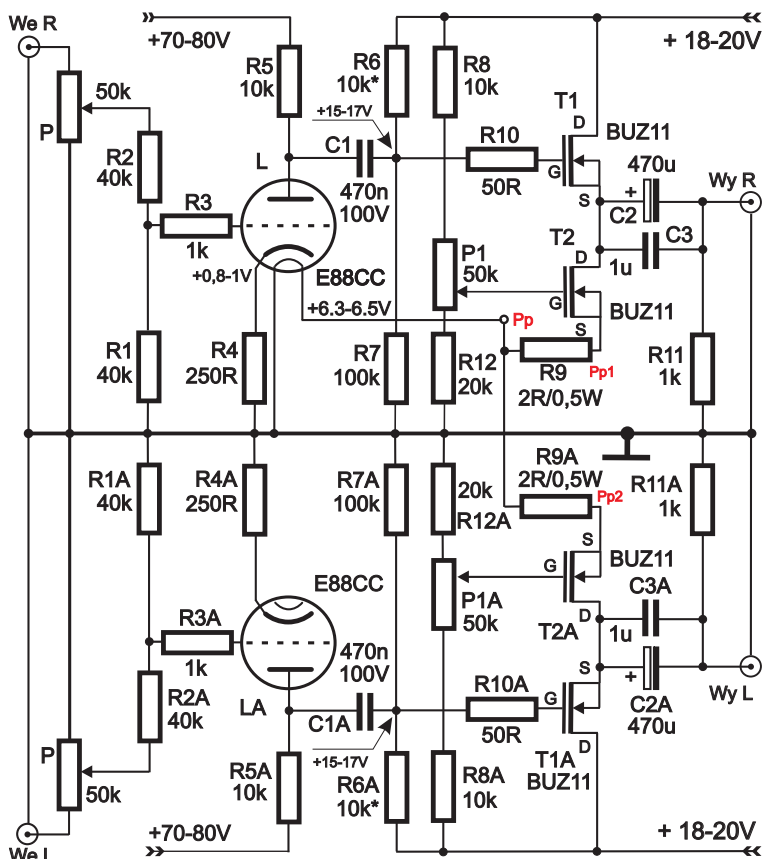 We R
+70-80V
+ 18-20V
50k
P
R5
10k
R6
10k*
R8
10k
+15-17V
T1
D
BUZ11
R2
40k
L
C1
R10
G
470u
Wy R
R3
470n
100V
50R
S
+
C2
1k
T2
C3
+0,8-1V
E88CC
P1
50k
D
1u
+6.3-6.5V
G
BUZ11
Pp
S
R1
40k
R4
250R
R7
100k
R12
20k
R9
Pp1
R11
1k
2R/0,5W
R1A
40k
R4A
250R
R7A
100k
20k
R12A
R9A
2R/0,5W
Pp2
R11A
1k
S
BUZ11
E88CC
G
P1A
50k
C3A
R3A
D
T2A
1u
1k
470n
100V
S
R2A
40k
LA
R10A
+
Wy L
C1A
G
C2A
470u
50R
P
+15-17V
T1A
BUZ11
D
50k
R5A
10k
R6A
10k*
R8A
10k
+70-80V
+ 18-20V
We L